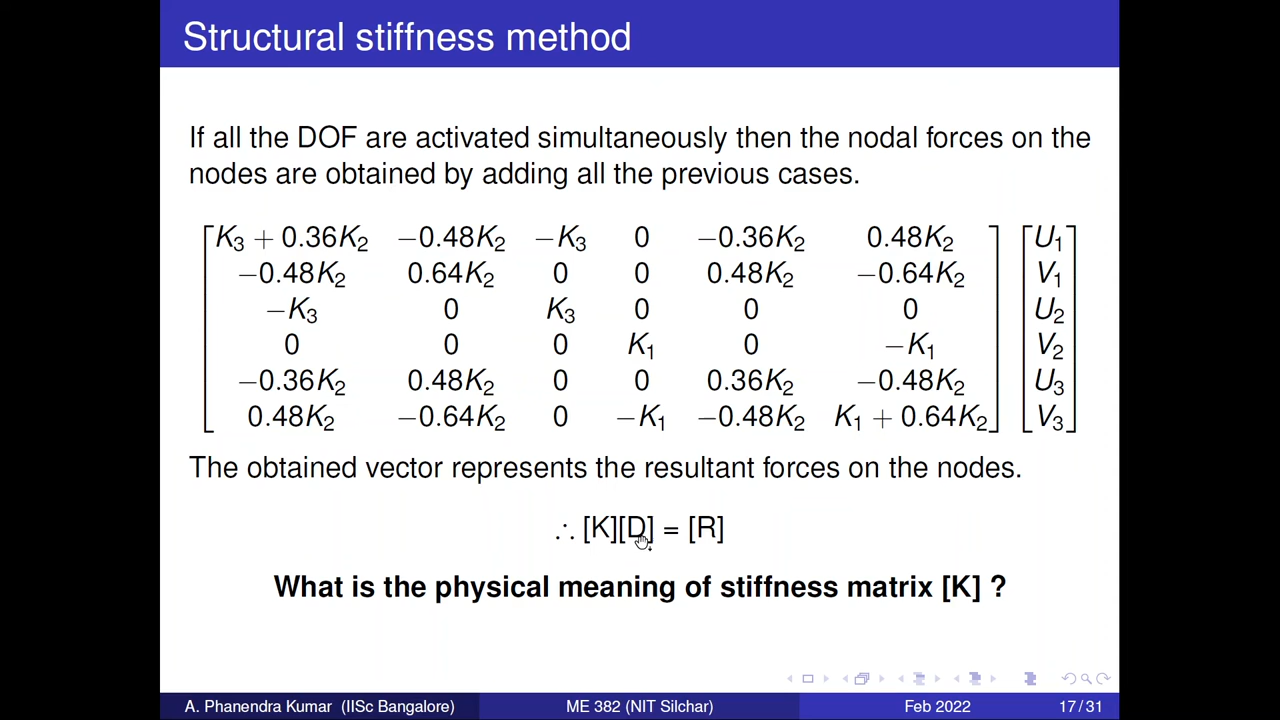 Structural stiffness method
If all the DOF are activated simultaneously then the nodal forces on the
nodes are obtained by adding all the previous cases.
K₃ + 0.36K₂ −0.48K₂ −K₃ 0 −0.36K₂ 0.48K₂ U₁
−0.48K₂ 0.64K₂ 0 0 0.48K₂ −0.64K₂ V₁
−K₃ 0 K₃ 0 0 0 U₂
0 0 0 K₁ 0 −K₁ V₂
−0.36K₂ 0.48K₂ 0 0 0.36K₂ −0.48K₂ U₃
0.48K₂ −0.64K₂ 0 −K₁ −0.48K₂ K₁ + 0.64K₂ V₃
The obtained vector represents the resultant forces on the nodes.
∴ [K][D] = [R]
What is the physical meaning of stiffness matrix [K] ?
A. Phanendra Kumar (IISc Bangalore) ME 382 (NIT Silchar) Feb 2022 17 / 31